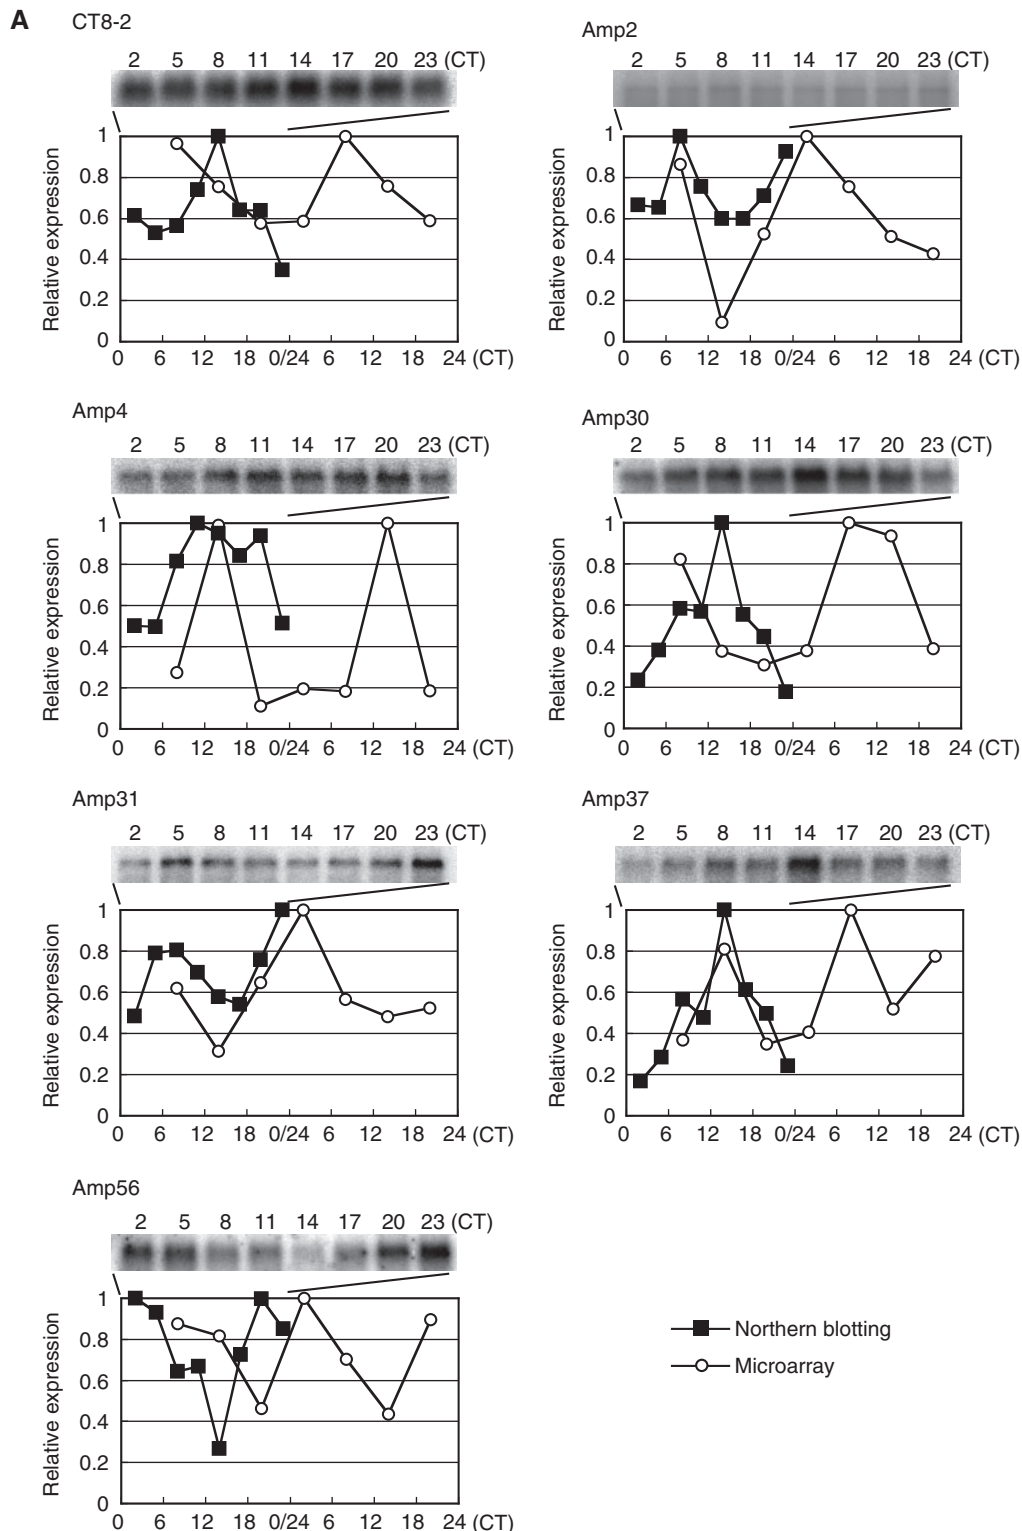 A
CT8-2
2 5 8 11 14 17 20 23 (CT)
Relative expression
1
0.8
0.6
0.4
0.2
0
0 6 12 18 0/24 6 12 18 24 (CT)
Amp2
2 5 8 11 14 17 20 23 (CT)
Relative expression
1
0.8
0.6
0.4
0.2
0
0 6 12 18 0/24 6 12 18 24 (CT)
Amp4
2 5 8 11 14 17 20 23 (CT)
Relative expression
1
0.8
0.6
0.4
0.2
0
0 6 12 18 0/24 6 12 18 24 (CT)
Amp30
2 5 8 11 14 17 20 23 (CT)
Relative expression
1
0.8
0.6
0.4
0.2
0
0 6 12 18 0/24 6 12 18 24 (CT)
Amp31
2 5 8 11 14 17 20 23 (CT)
Relative expression
1
0.8
0.6
0.4
0.2
0
0 6 12 18 0/24 6 12 18 24 (CT)
Amp37
2 5 8 11 14 17 20 23 (CT)
Relative expression
1
0.8
0.6
0.4
0.2
0
0 6 12 18 0/24 6 12 18 24 (CT)
Amp56
2 5 8 11 14 17 20 23 (CT)
Relative expression
1
0.8
0.6
0.4
0.2
0
0 6 12 18 0/24 6 12 18 24 (CT)
Northern blotting
Microarray